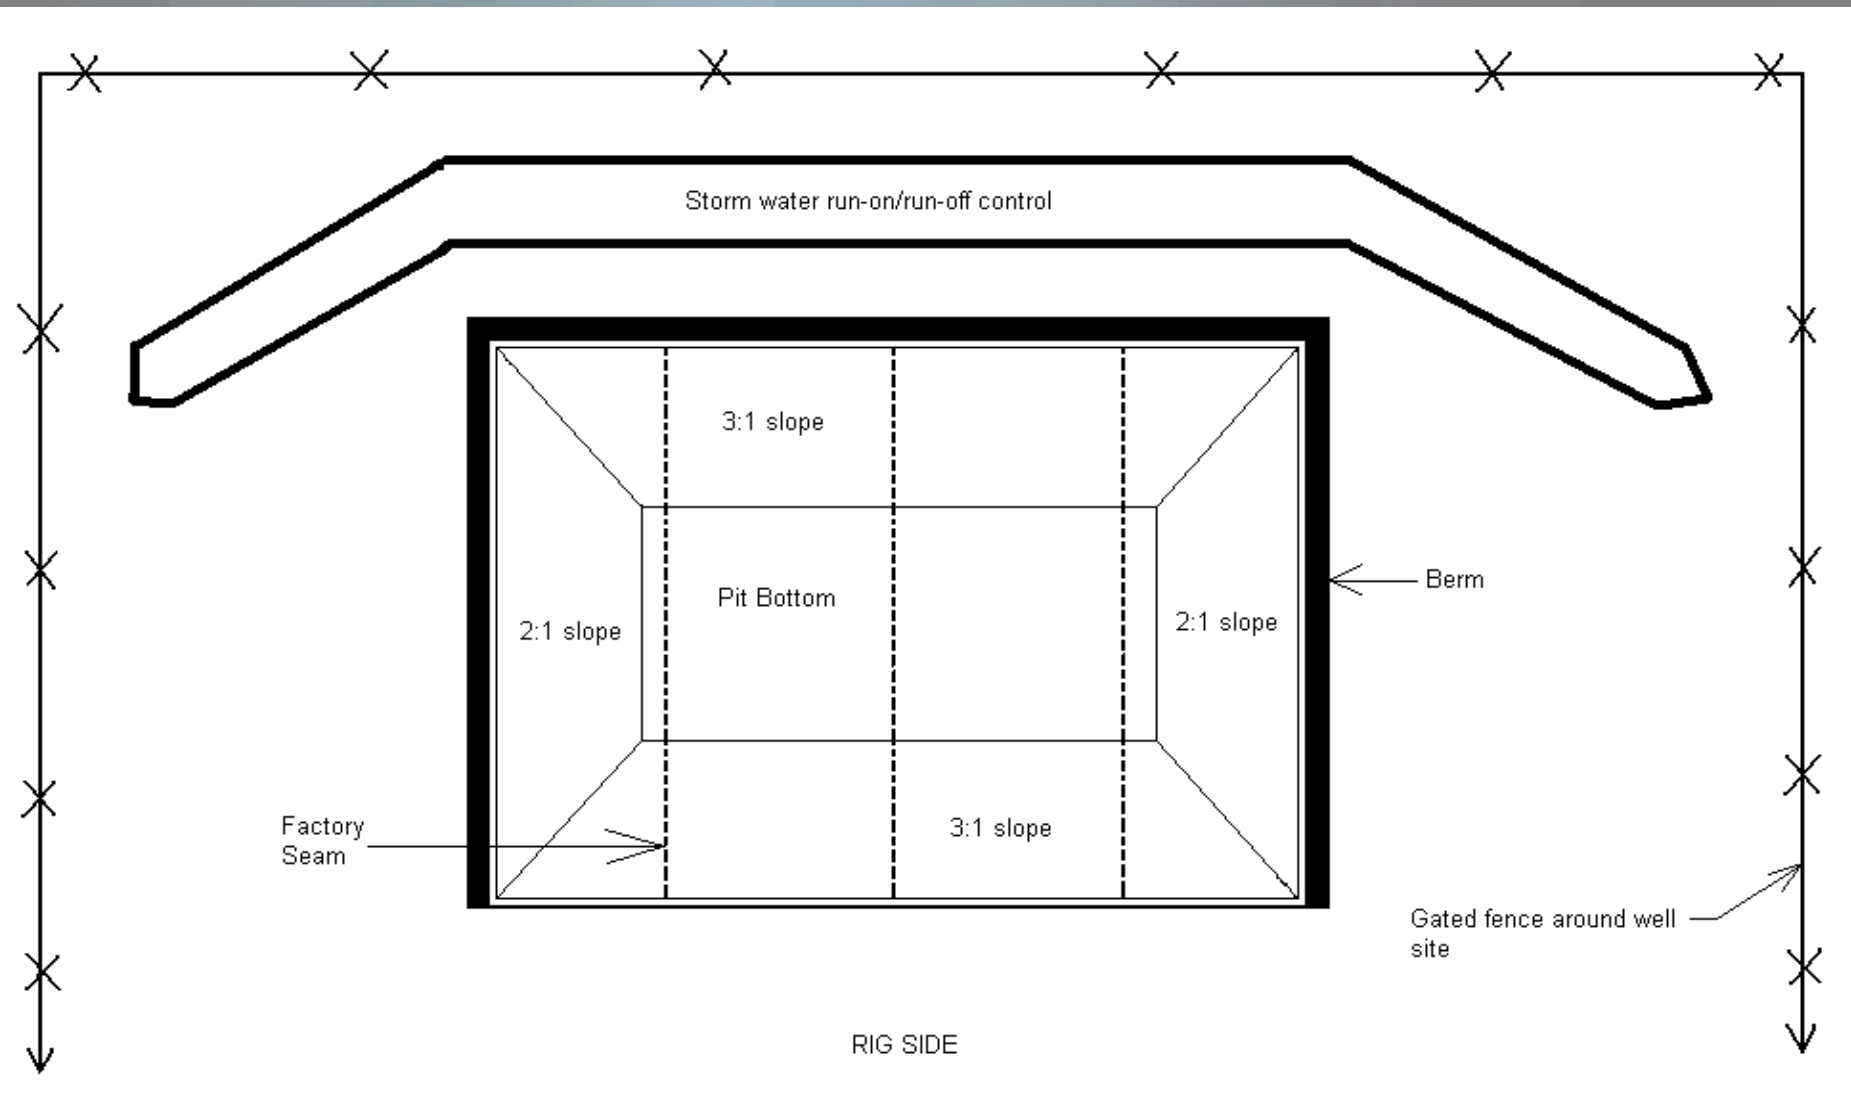 Storm water run-on/run-off control
3:1 slope
Pit Bottom
2:1 slope
2:1 slope
Berm
Factory
Seam
3:1 slope
Gated fence around well
site
RIG SIDE